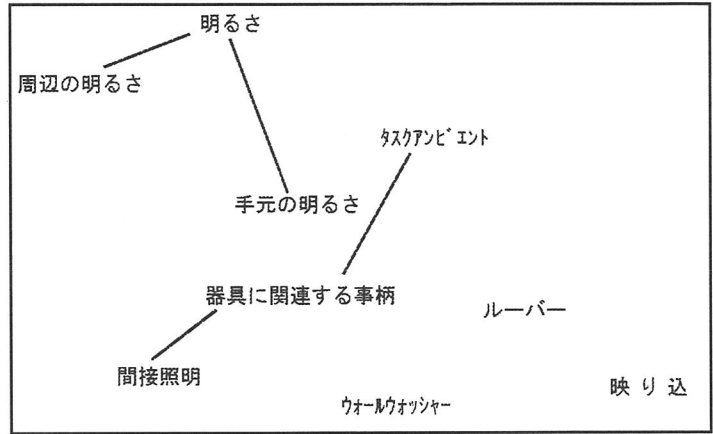 明るさ
周辺の明るさ
ﾀｽｸｱﾝﾋﾞｴﾝﾄ
手元の明るさ
器具に関連する事柄
ルーバー
間接照明
映り込
ｳｫｰﾙｳｫｯｼｬｰ